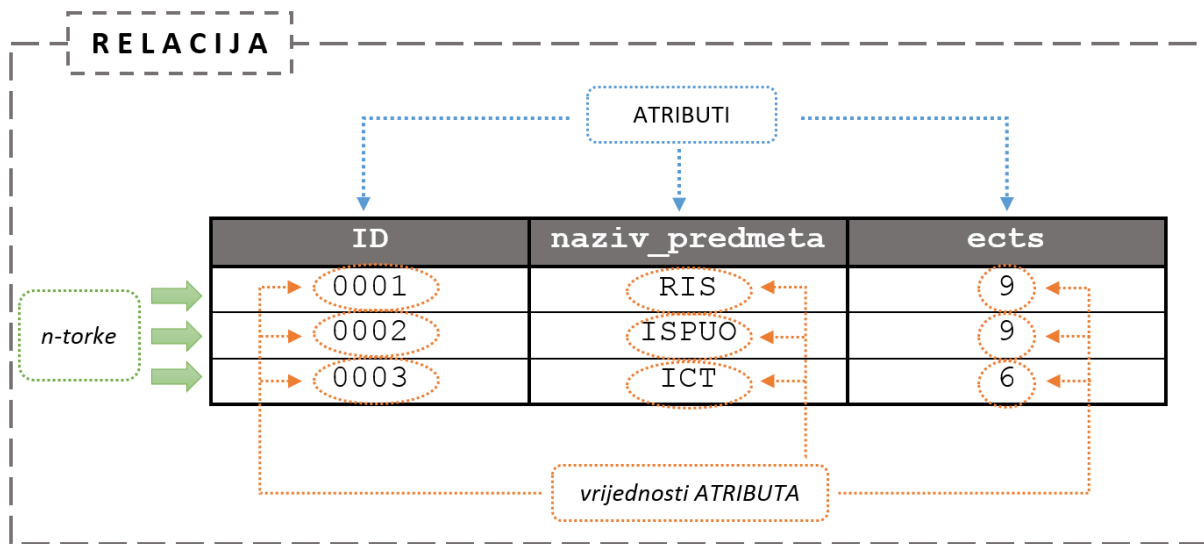 RELACIJA
ATRIBUTI
ID naziv_predmeta ects
0001 RIS 9
n-torke
0002 ISPUO 9
0003 ICT 6
vrijednosti ATRIBUTA